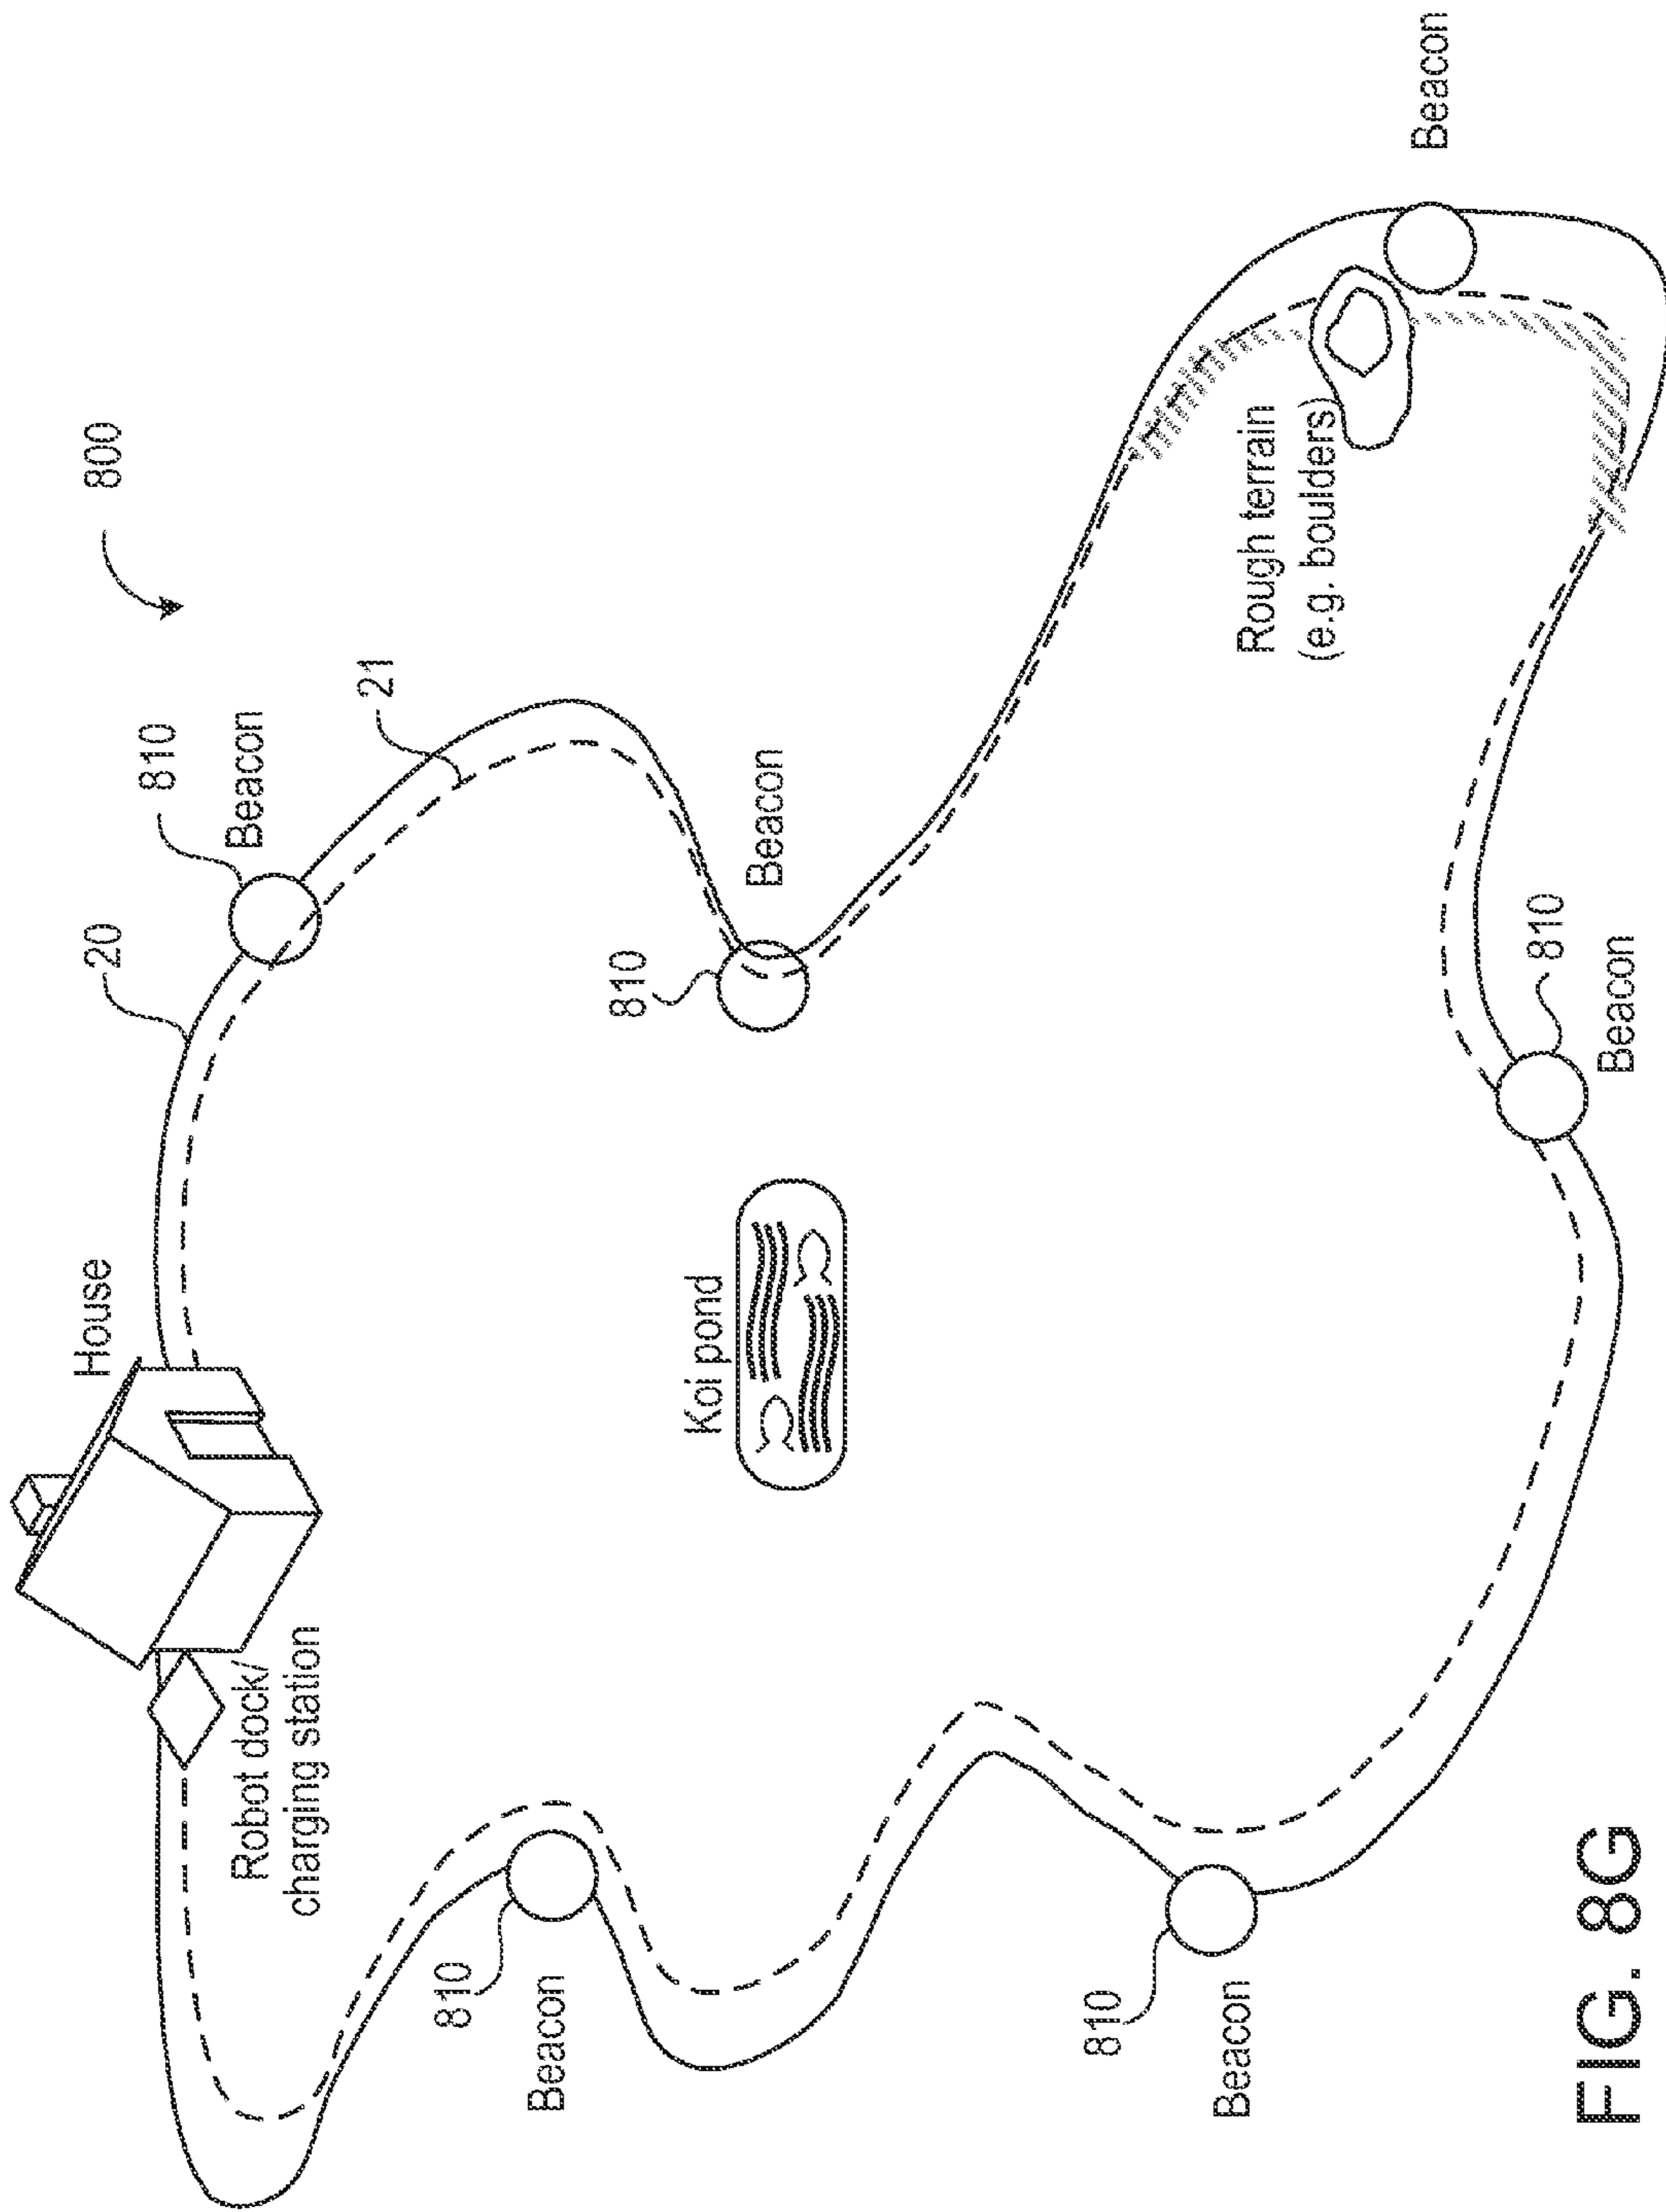 800
House
20
810
Beacon
21
Robot dock/
charging station
810
Beacon
810
Beacon
Koi pond
Rough terrain
(e.g. boulders)
Beacon
810
Beacon
810
Beacon
FIG. 8G